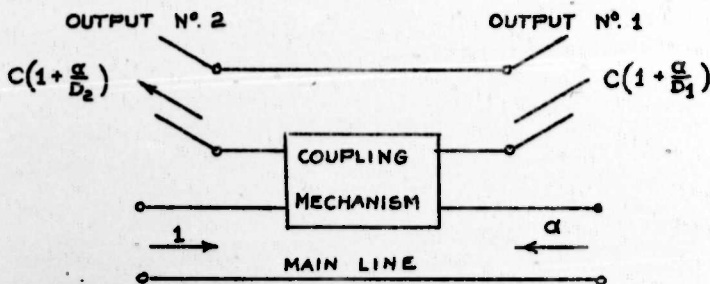 OUTPUT Nº. 2
OUTPUT Nº. 1
C(1 + α/D₂)
C(1 + α/D₁)
COUPLING
MECHANISM
1
α
MAIN LINE